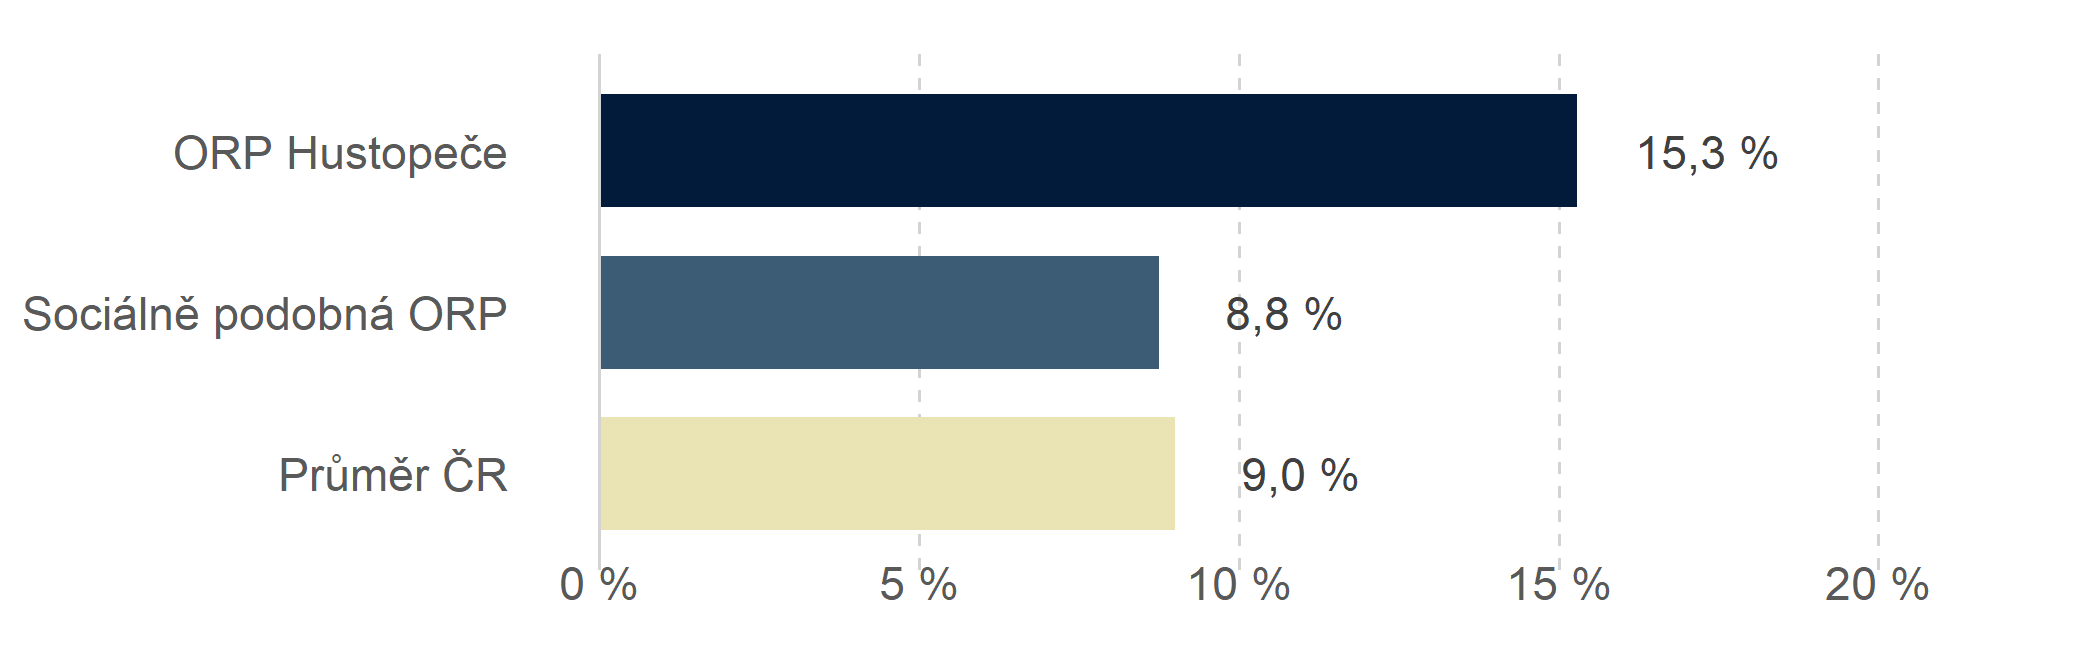 ORP Hustopeče
15,3 %
Sociálně podobná ORP
8,8 %
Průměr ČR
9,0 %
0 %
5 %
10 %
15 %
20 %